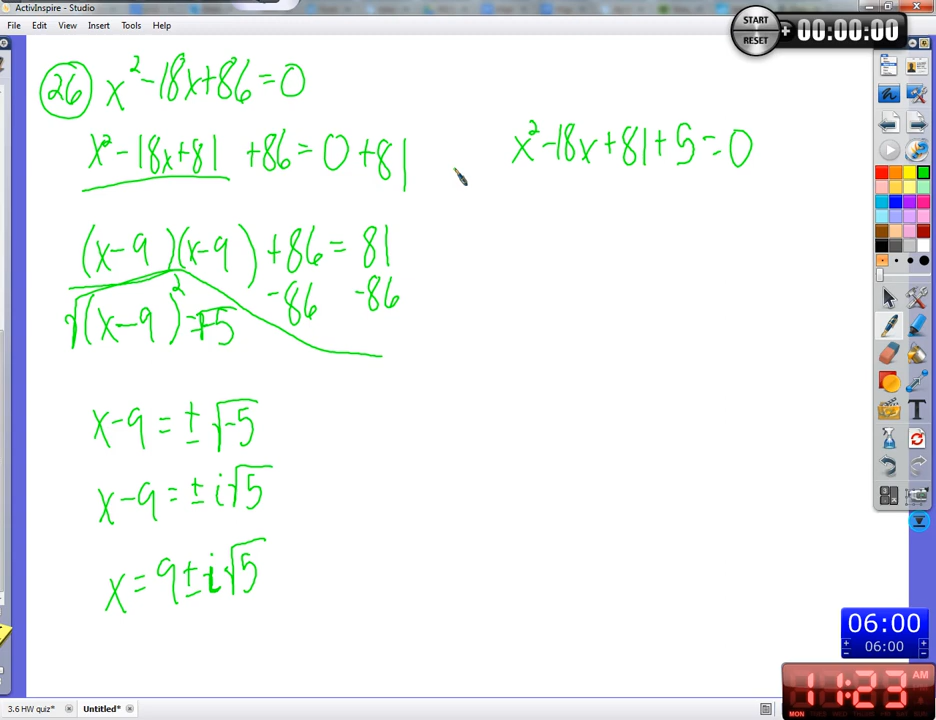 ActivInspire - Studio
File Edit View Insert Tools Help
START
RESET
00:00:00
26 x² - 18x + 86 = 0
x² - 18x + 81 + 86 = 0 + 81
x² - 18x + 81 + 5 = 0
(x - 9)(x - 9) + 86 = 81
- 86 - 86
√(x - 9)² = √-5
x - 9 = ± √-5
x - 9 = ± i√5
x = 9 ± i√5
T
06:00
06:00
11:23 AM
MON
3.6 HW quiz* Untitled*